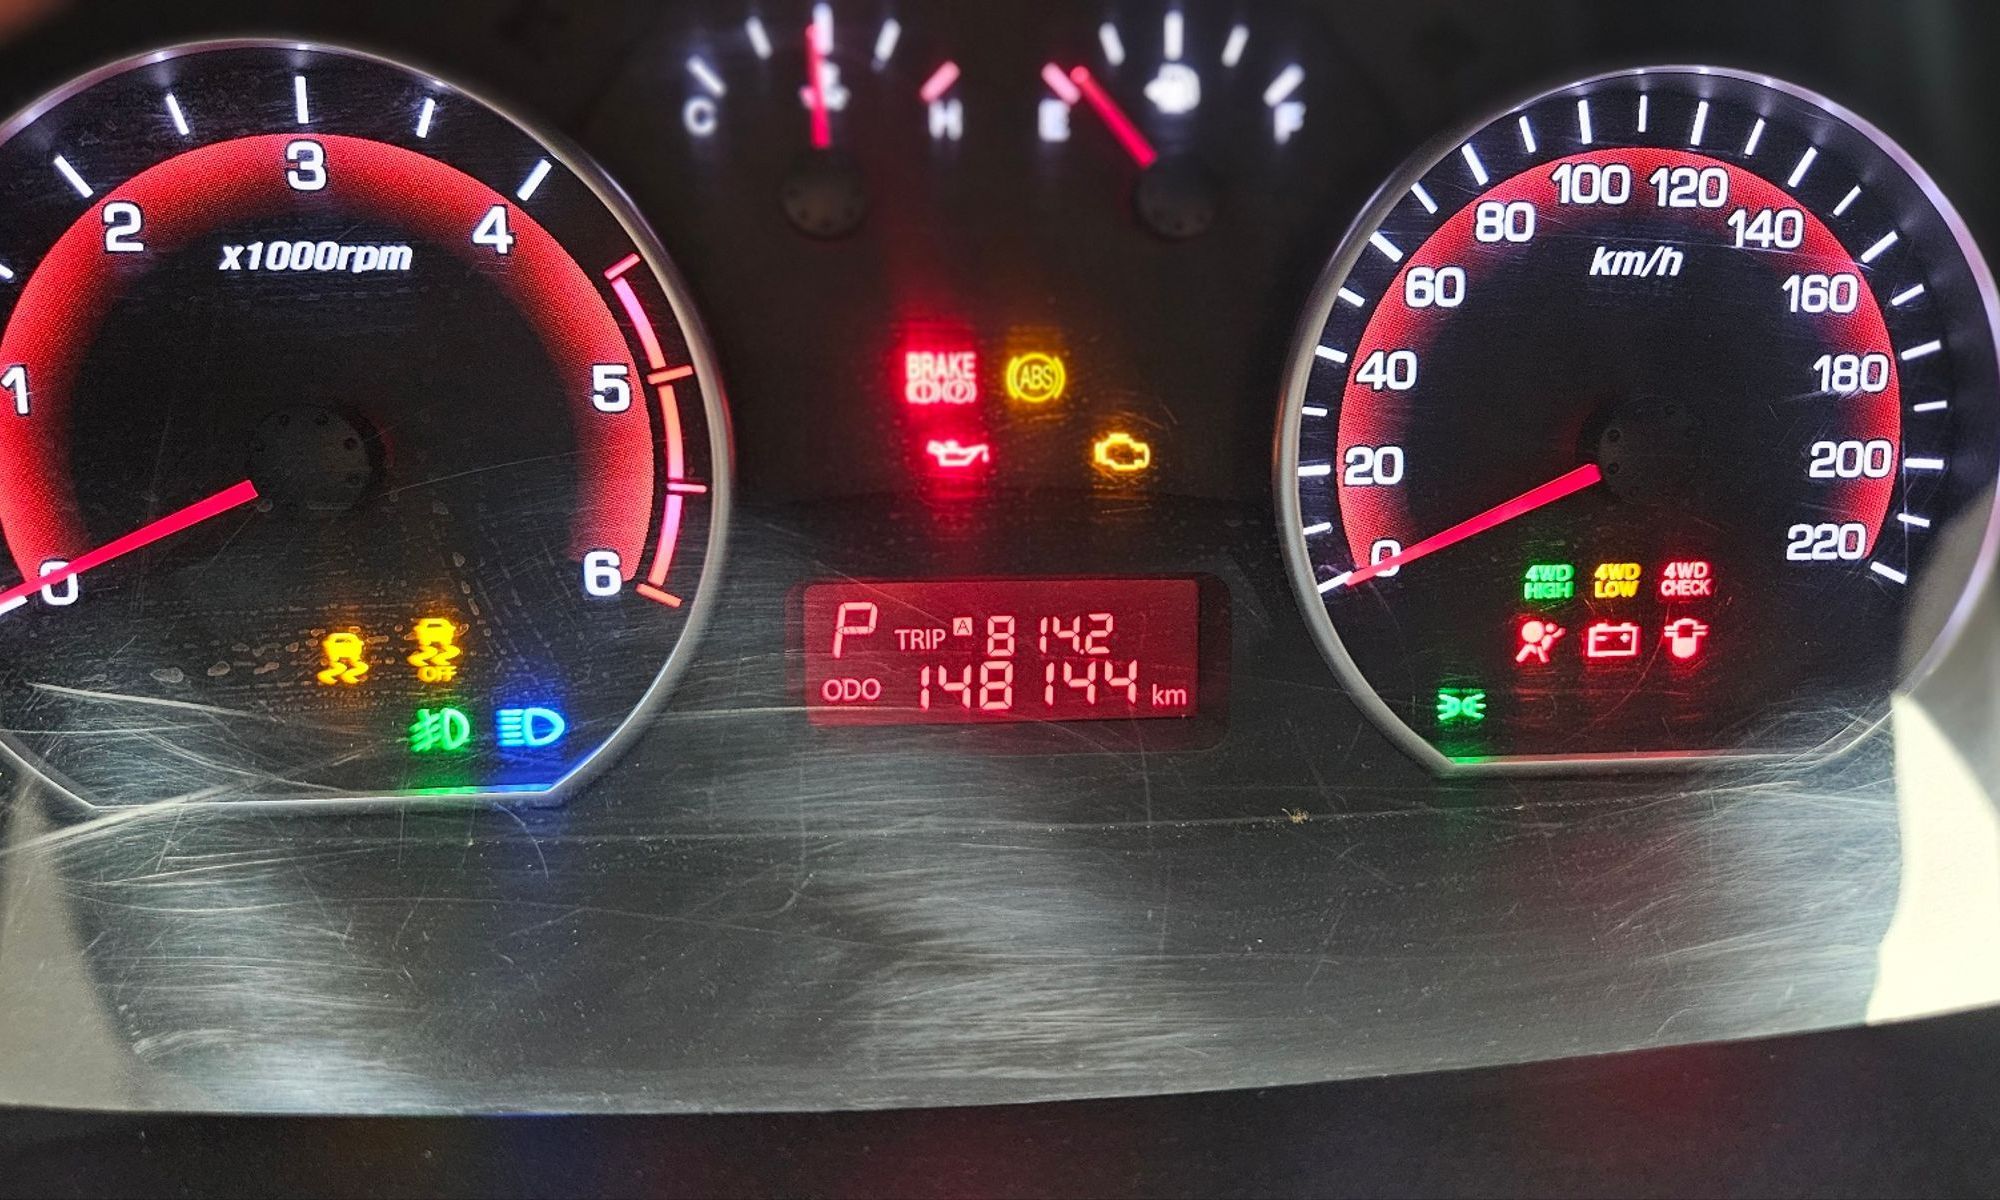 C H E F
3
2 4
x1000rpm
1 5
0 6
100 120
80 140
km/h
60 160
40 180
20 200
0 220
BRAKE ABS
OFF
P TRIP A 814.2
ODO 148144 km
4WD HIGH 4WD LOW 4WD CHECK